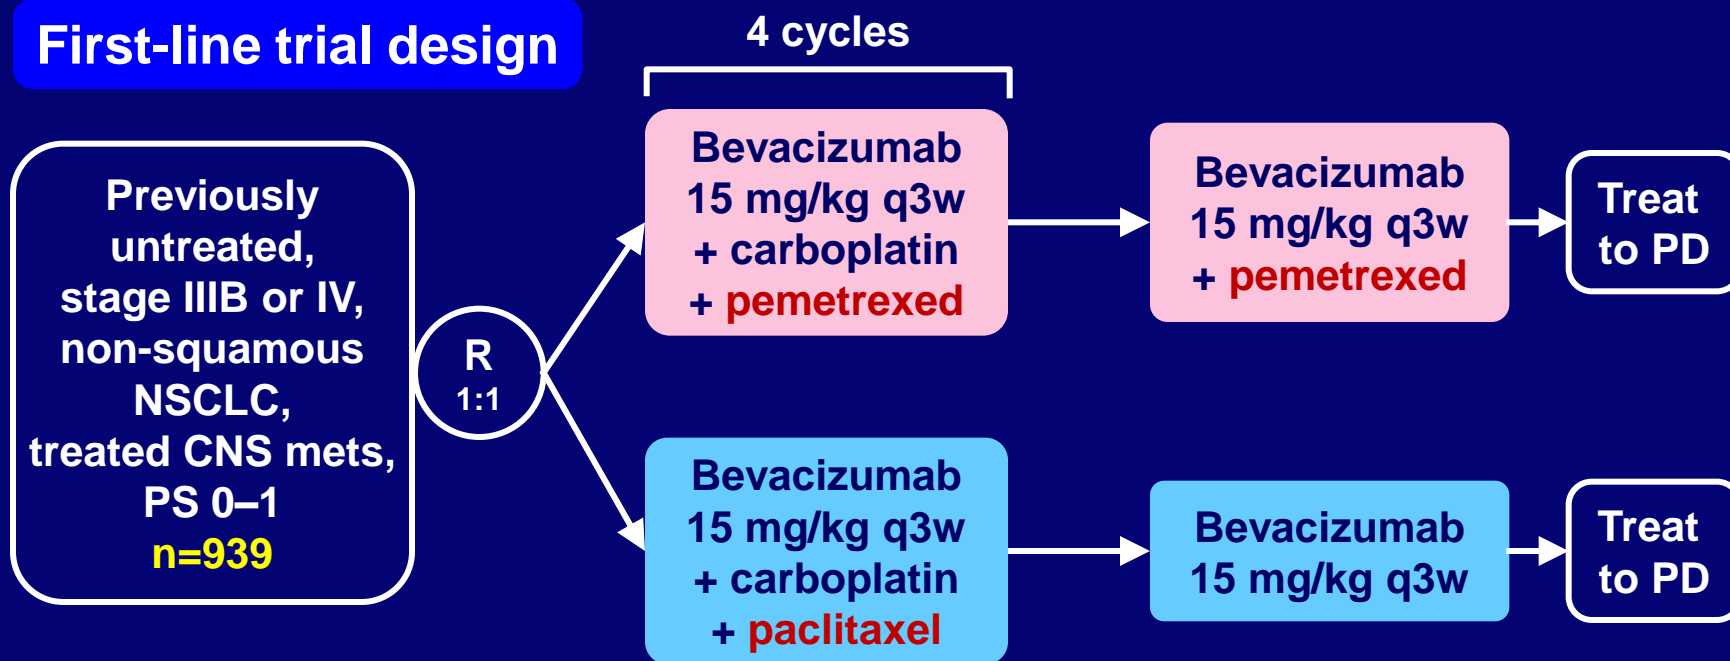 First-line trial design
4 cycles
Previously
untreated,
stage IIIB or IV,
non-squamous
NSCLC,
treated CNS mets,
PS 0–1
n=939
R
1:1
Bevacizumab
15 mg/kg q3w
+ carboplatin
+ pemetrexed
Bevacizumab
15 mg/kg q3w
+ pemetrexed
Treat
to PD
Bevacizumab
15 mg/kg q3w
+ carboplatin
+ paclitaxel
Bevacizumab
15 mg/kg q3w
Treat
to PD